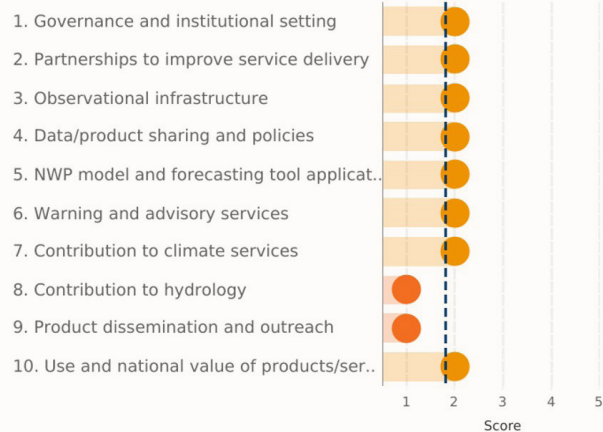 1. Governance and institutional setting
2. Partnerships to improve service delivery
3. Observational infrastructure
4. Data/product sharing and policies
5. NWP model and forecasting tool applicat..
6. Warning and advisory services
7. Contribution to climate services
8. Contribution to hydrology
9. Product dissemination and outreach
10. Use and national value of products/ser..
1 2 3 4 5
Score